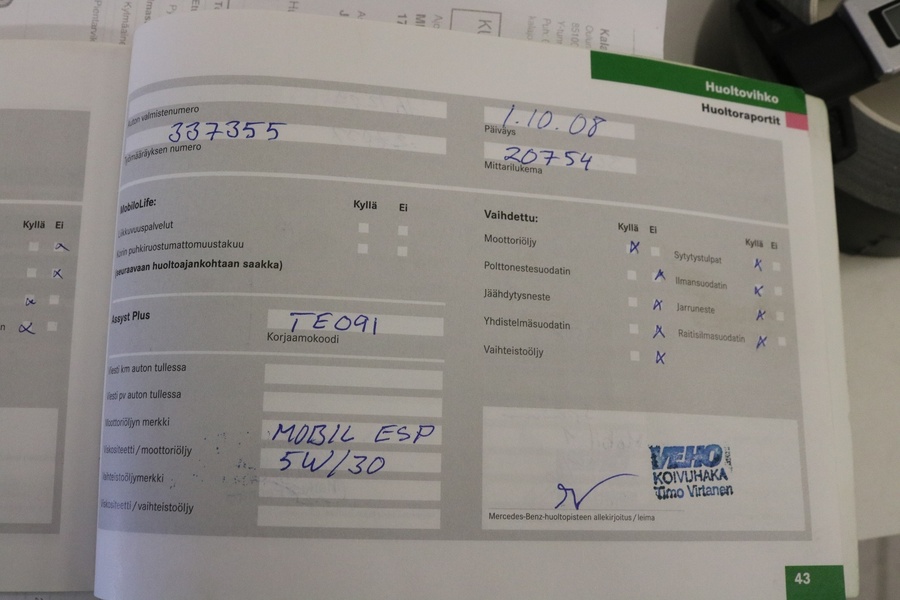 Huoltovihko
Huoltoraportit
Auton valmistenumero
337355
Työmääräyksen numero
1.10.08
Päiväys
20754
Mittarilukema
Kyllä Ei
MobiloLife:
Kyllä Ei
Liikkuvuuspalvelut
Korin puhkiruostumattomuustakuu
(seuraavaan huoltoajankohtaan saakka)
Assyst Plus
TE091
Korjaamokoodi
Viesti km auton tullessa
Viesti pv auton tullessa
Moottoriöljyn merkki
MOBIL ESP
Viskositeetti/moottoriöljy
5W/30
Vaihteistoöljymerkki
Viskositeetti/vaihteistoöljy
Vaihdettu:
Kyllä Ei
Kyllä Ei
Moottoriöljy
X
Sytytystulpat
X
Polttonestesuodatin
X
Ilmansuodatin
X
Jäähdytysneste
X
Jarruneste
X
Yhdistelmäsuodatin
X
Raitisilmasuodatin
X
Vaihteistoöljy
X
VEHO
KOIVUHAKA
Timo Virtanen
Mercedes-Benz-huoltopisteen allekirjoitus/leima
43